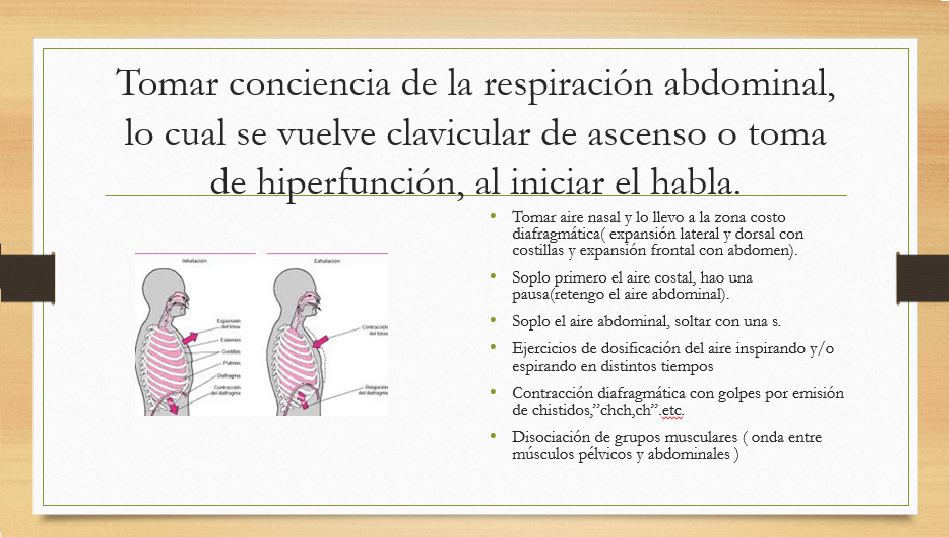 Tomar conciencia de la respiración abdominal,
lo cual se vuelve clavicular de ascenso o toma
de hiperfunción, al iniciar el habla.
Inhalación
Exhalación
Expansión
del tórax
Esternón
Costillas
Pulmón
Diafragma
Contracción
del diafragma
Contracción
del tórax
Relajación
del diafragma
• Tomar aire nasal y lo llevo a la zona costo
diafragmática( expansión lateral y dorsal con
costillas y expansión frontal con abdomen).
• Soplo primero el aire costal, hao una
pausa(retengo el aire abdominal).
• Soplo el aire abdominal, soltar con una s.
• Ejercicios de dosificación del aire inspirando y/o
espirando en distintos tiempos
• Contracción diafragmática con golpes por emisión
de chistidos,”chch,ch”.etc.
• Disociación de grupos musculares ( onda entre
músculos pélvicos y abdominales )